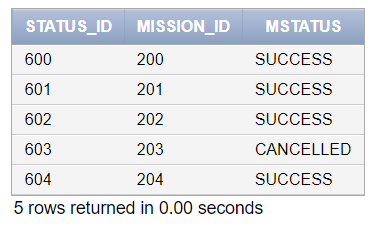 STATUS_ID MISSION_ID MSTATUS
600 200 SUCCESS
601 201 SUCCESS
602 202 SUCCESS
603 203 CANCELLED
604 204 SUCCESS
5 rows returned in 0.00 seconds